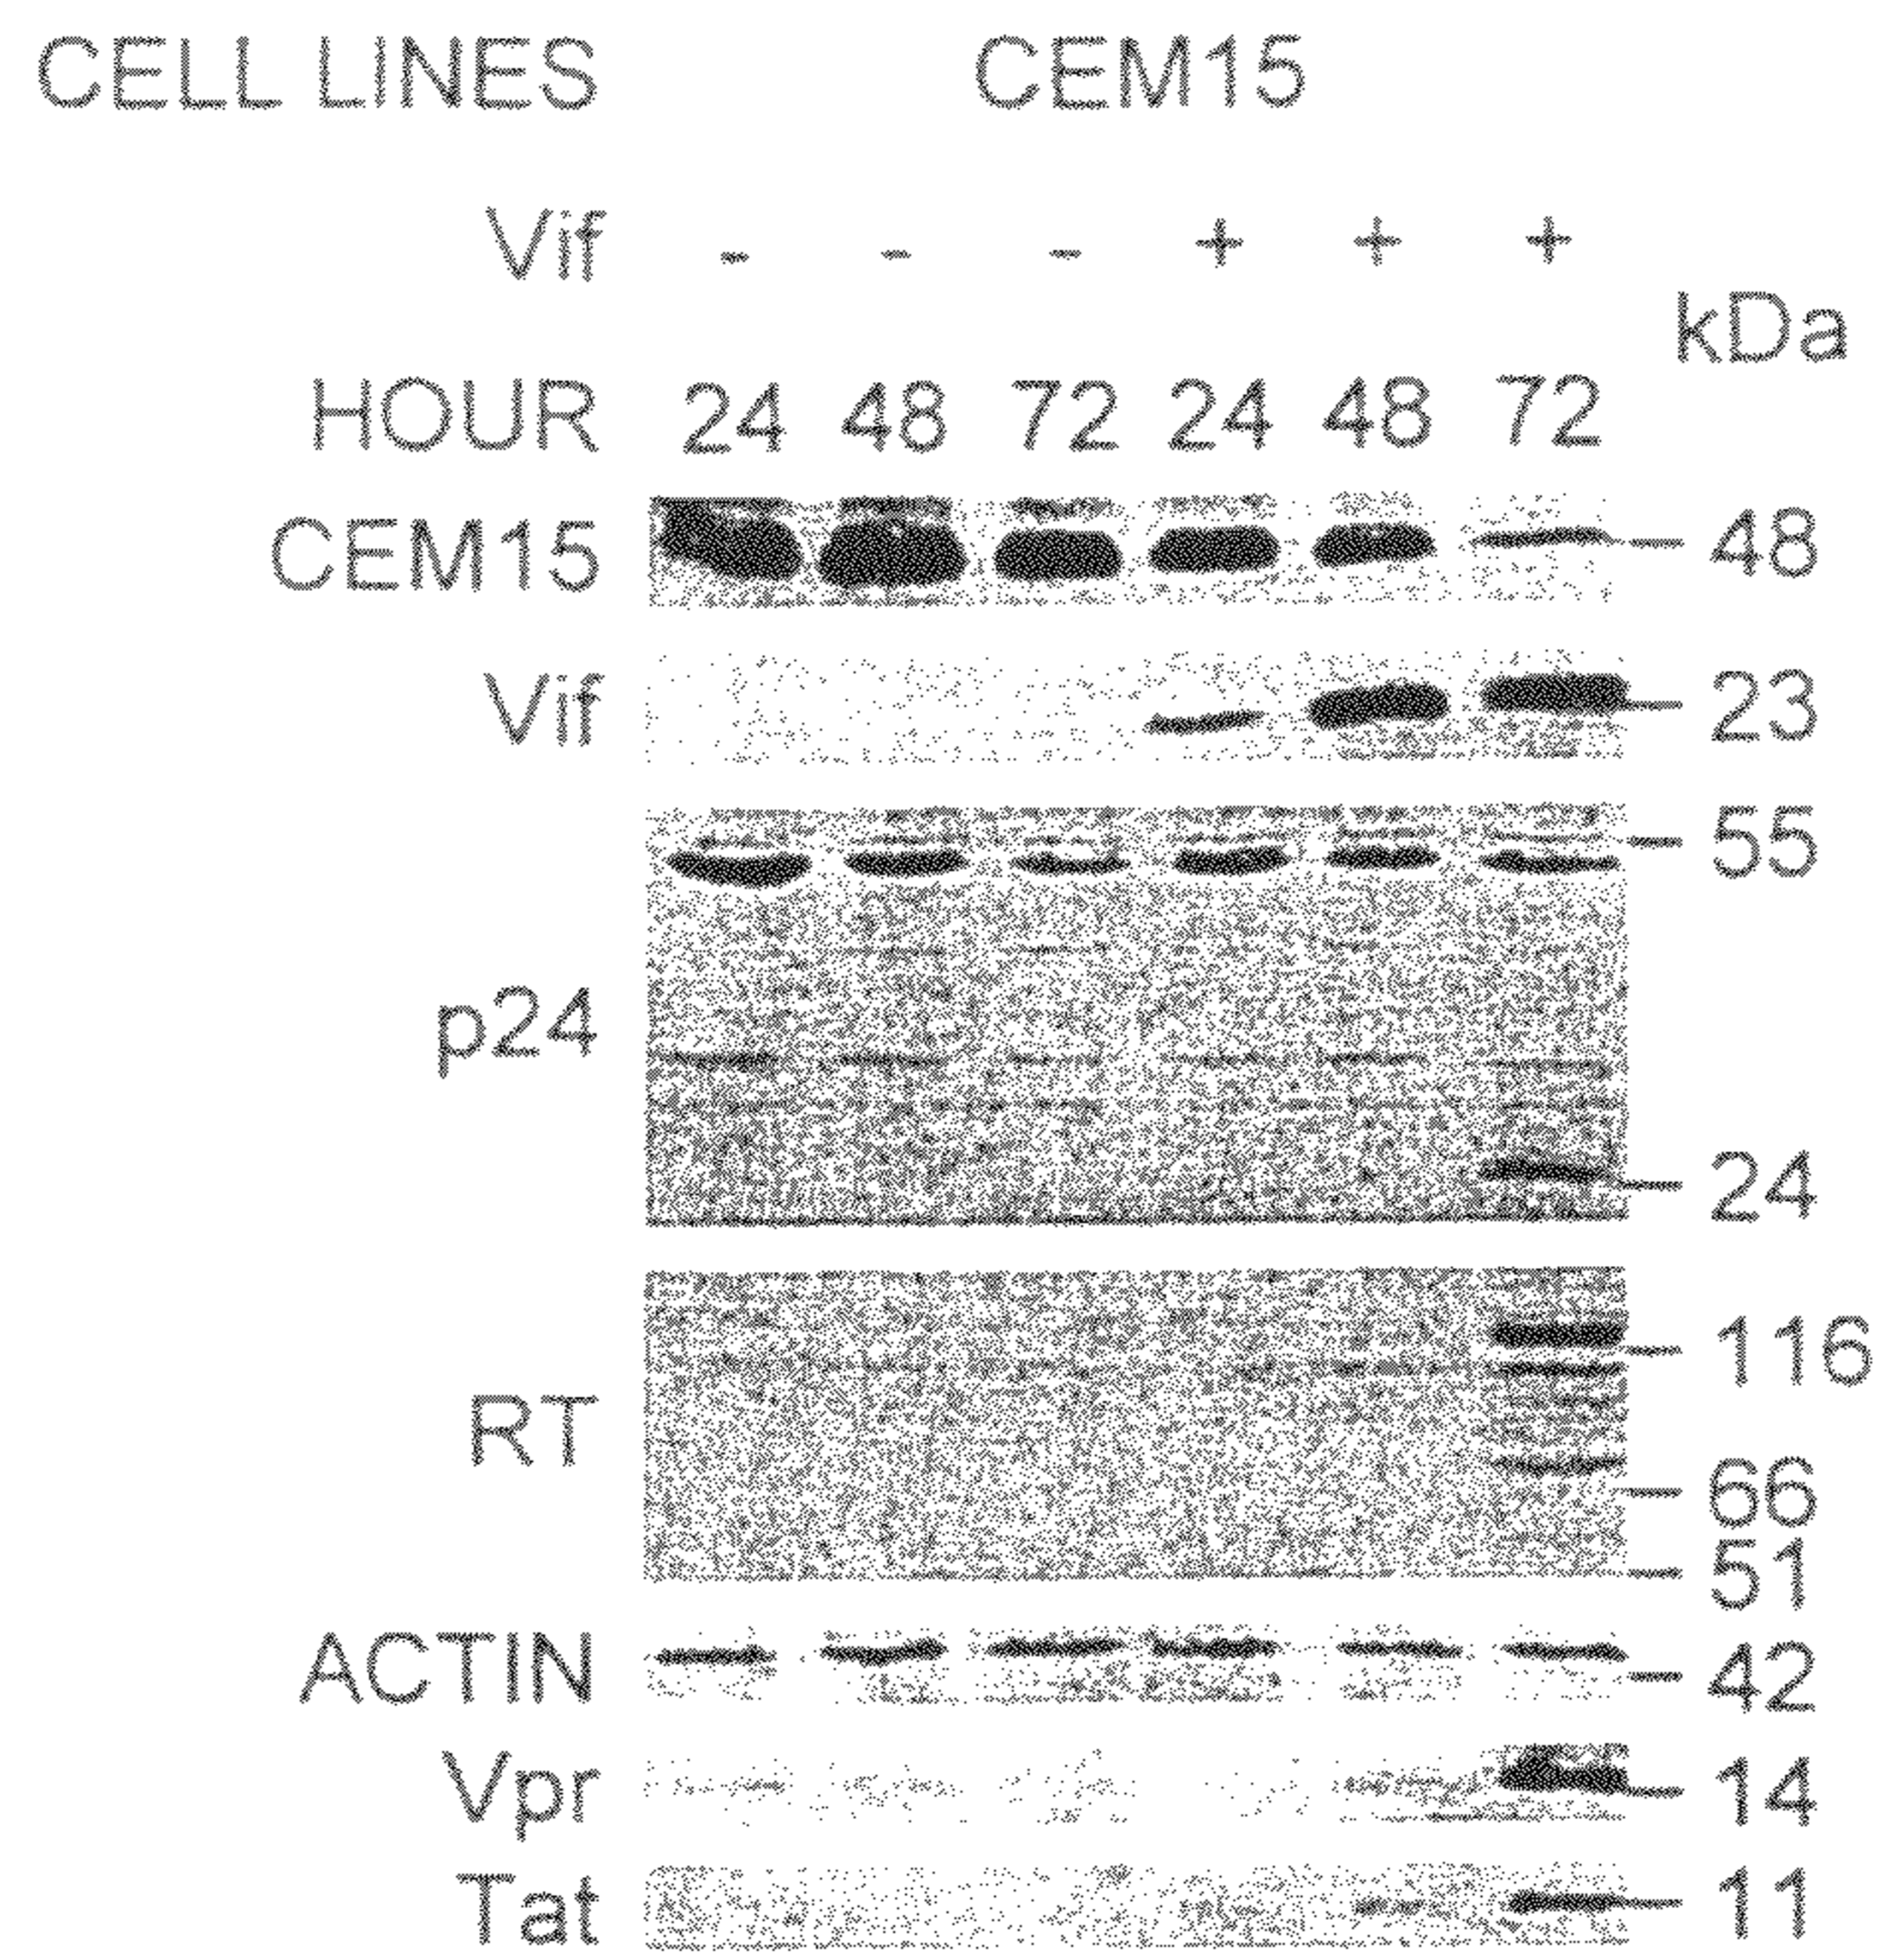 CELL LINES CEM15
Vif - - - + + +
kDa
HOUR 24 48 72 24 48 72
CEM15 48
Vif 23
55
p24
24
116
RT
66
51
ACTIN 42
Vpr 14
Tat 11